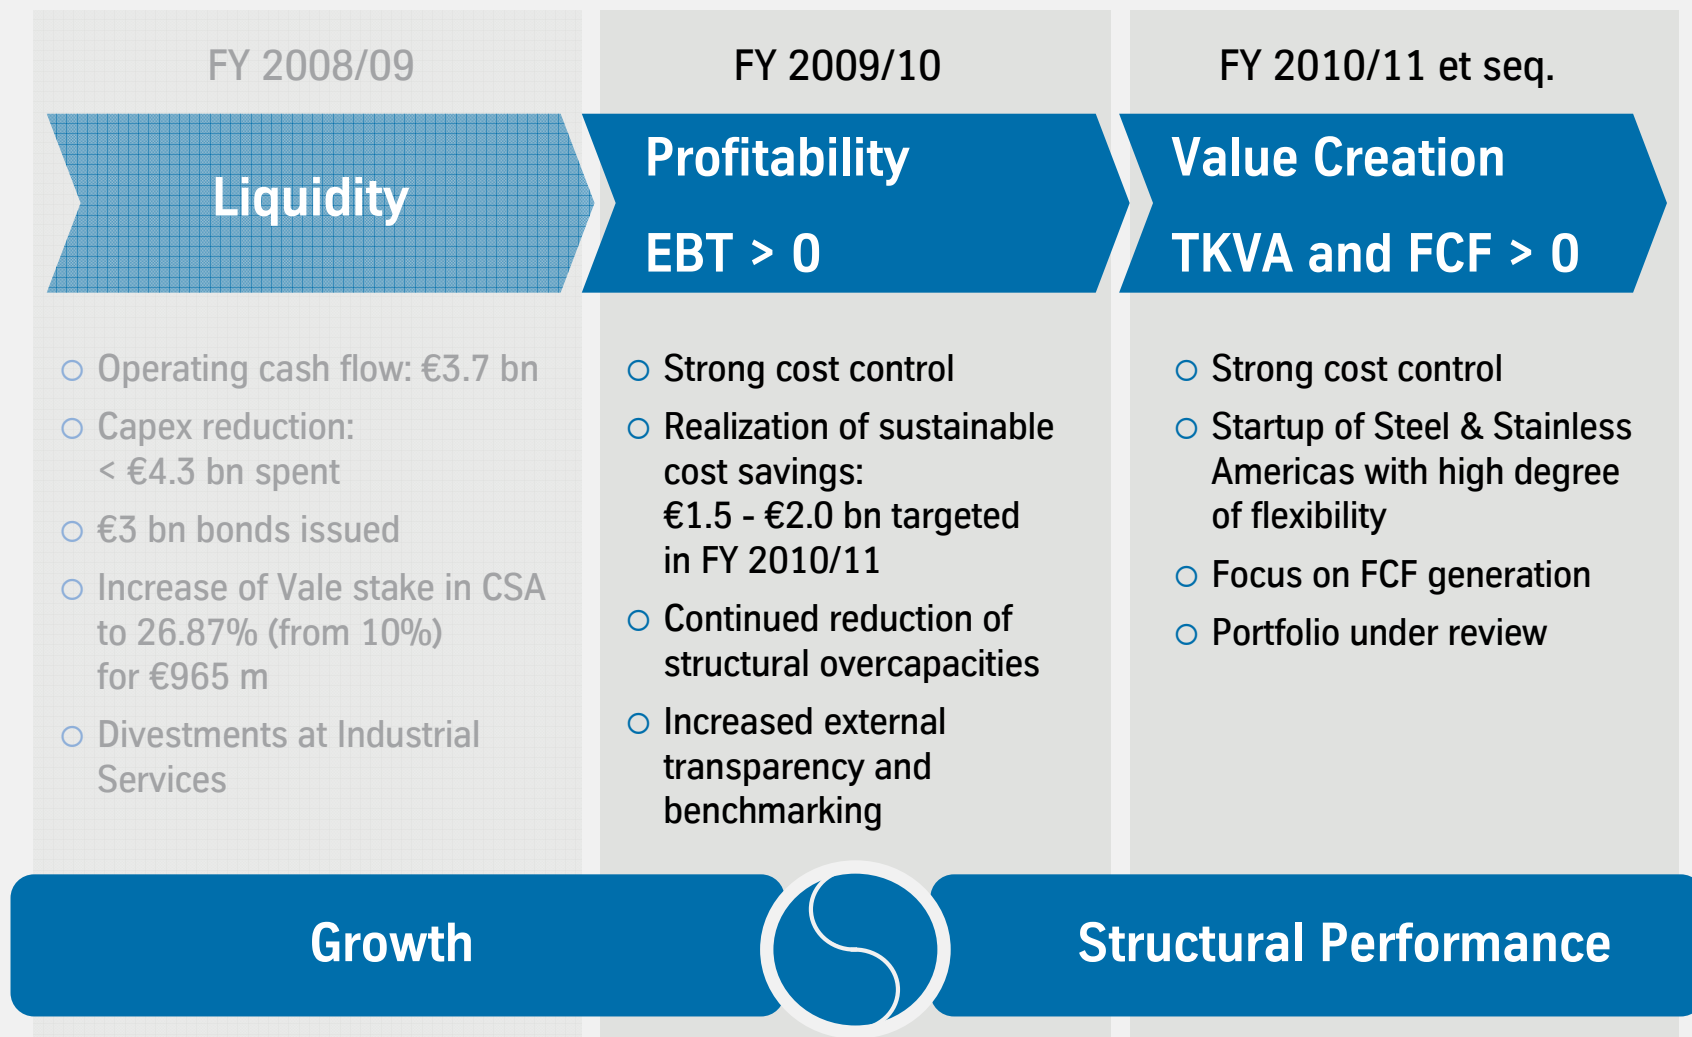 FY 2008/09
Liquidity
○ Operating cash flow: €3.7 bn
○ Capex reduction:
< €4.3 bn spent
○ €3 bn bonds issued
○ Increase of Vale stake in CSA
to 26.87% (from 10%)
for €965 m
○ Divestments at Industrial
Services
FY 2009/10
Profitability
EBT > 0
○ Strong cost control
○ Realization of sustainable
cost savings:
€1.5 - €2.0 bn targeted
in FY 2010/11
○ Continued reduction of
structural overcapacities
○ Increased external
transparency and
benchmarking
FY 2010/11 et seq.
Value Creation
TKVA and FCF > 0
○ Strong cost control
○ Startup of Steel & Stainless
Americas with high degree
of flexibility
○ Focus on FCF generation
○ Portfolio under review
Growth
Structural Performance